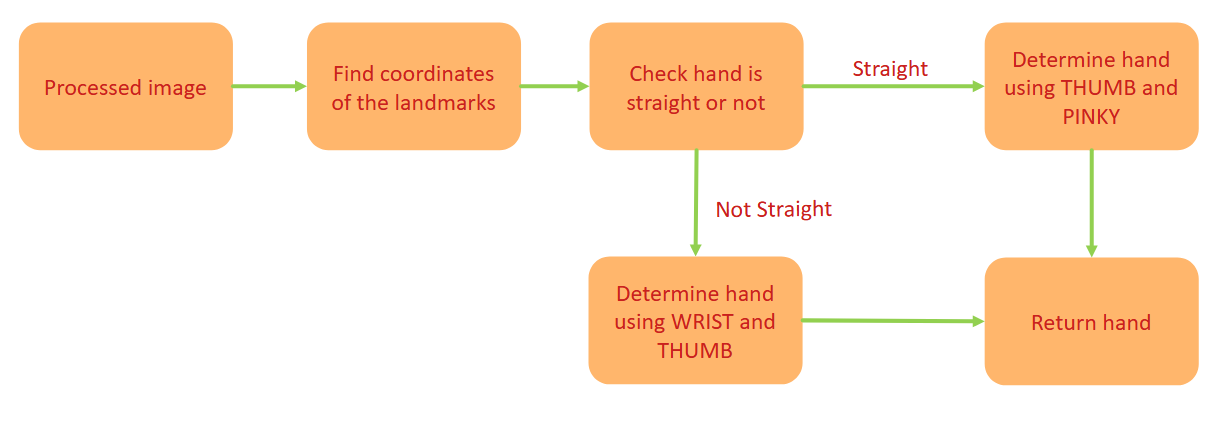 Processed image
Find coordinates
of the landmarks
Check hand is
straight or not
Straight
Determine hand
using THUMB and
PINKY
Not Straight
Determine hand
using WRIST and
THUMB
Return hand